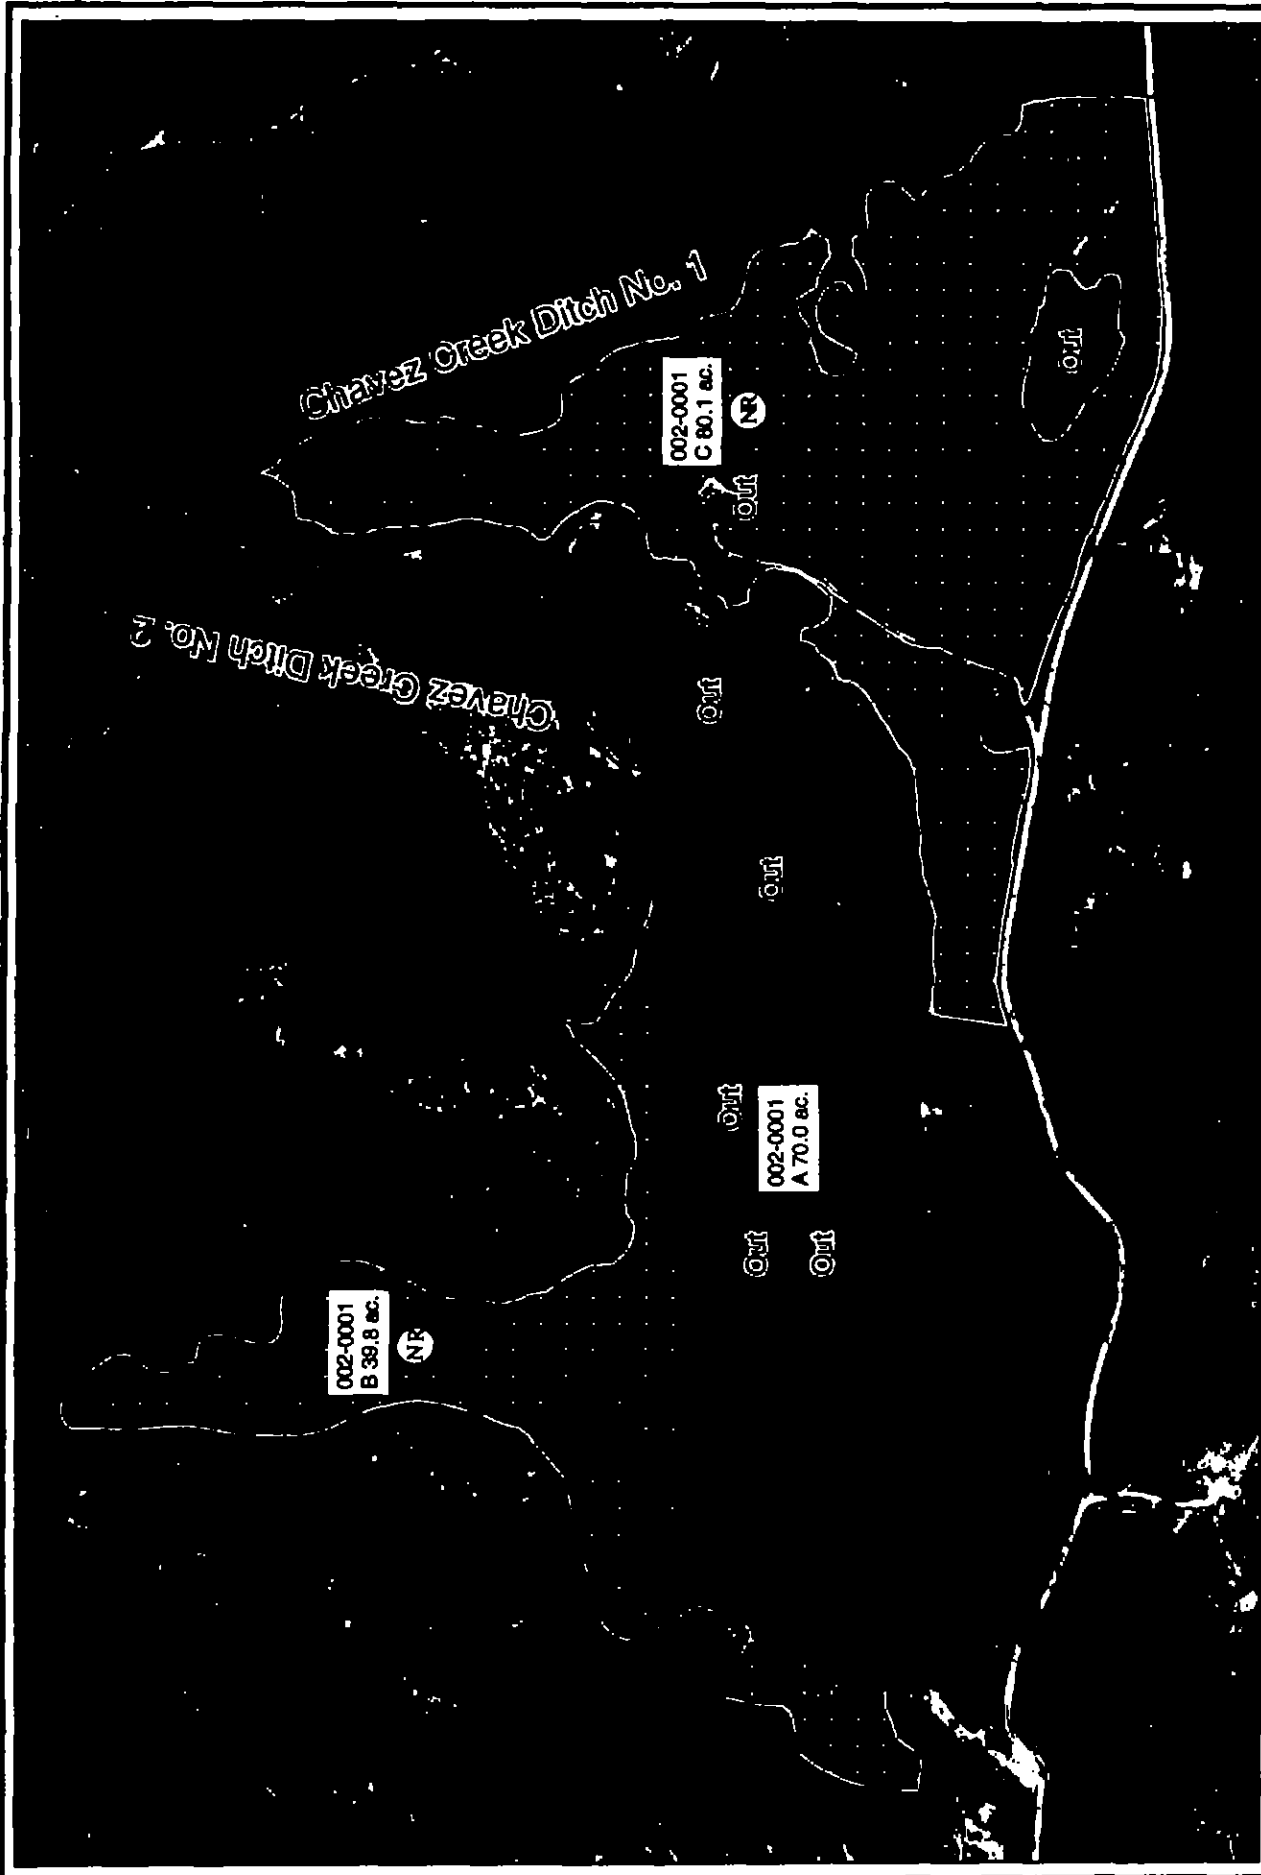 Chavez Creek Ditch No. 1
002-0001
C 80.1 ac.
NR
Out
Out
Chavez Creek Ditch No. 2
Out
Out
Out
002-0001
A 70.0 ac.
Out
Out
002-0001
B 39.8 ac.
NR